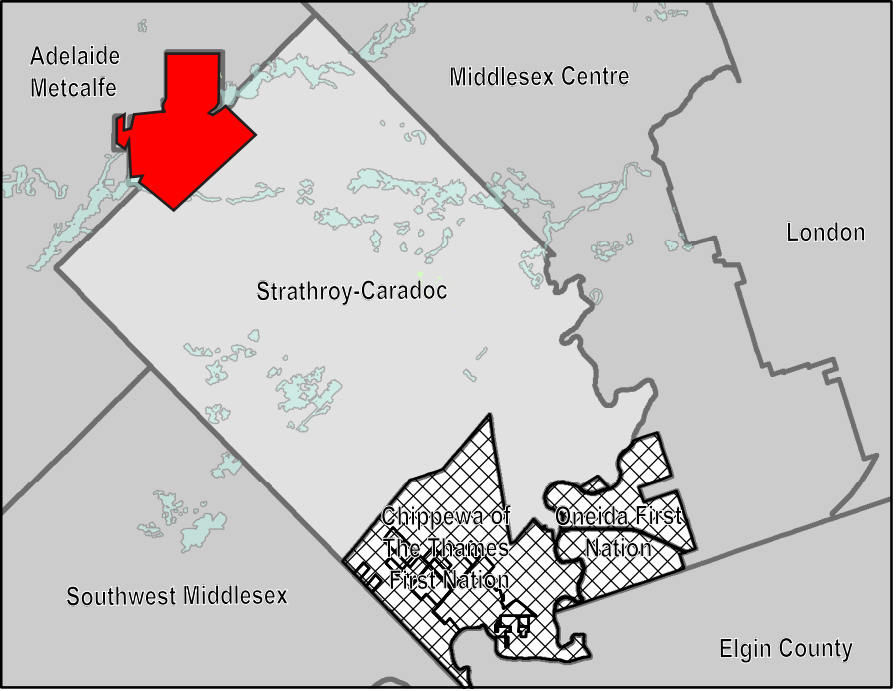 Adelaide
Metcalfe
Middlesex Centre
London
Strathroy-Caradoc
Chippewa of
The Thames
First Nation
Oneida First
Nation
Southwest Middlesex
Elgin County